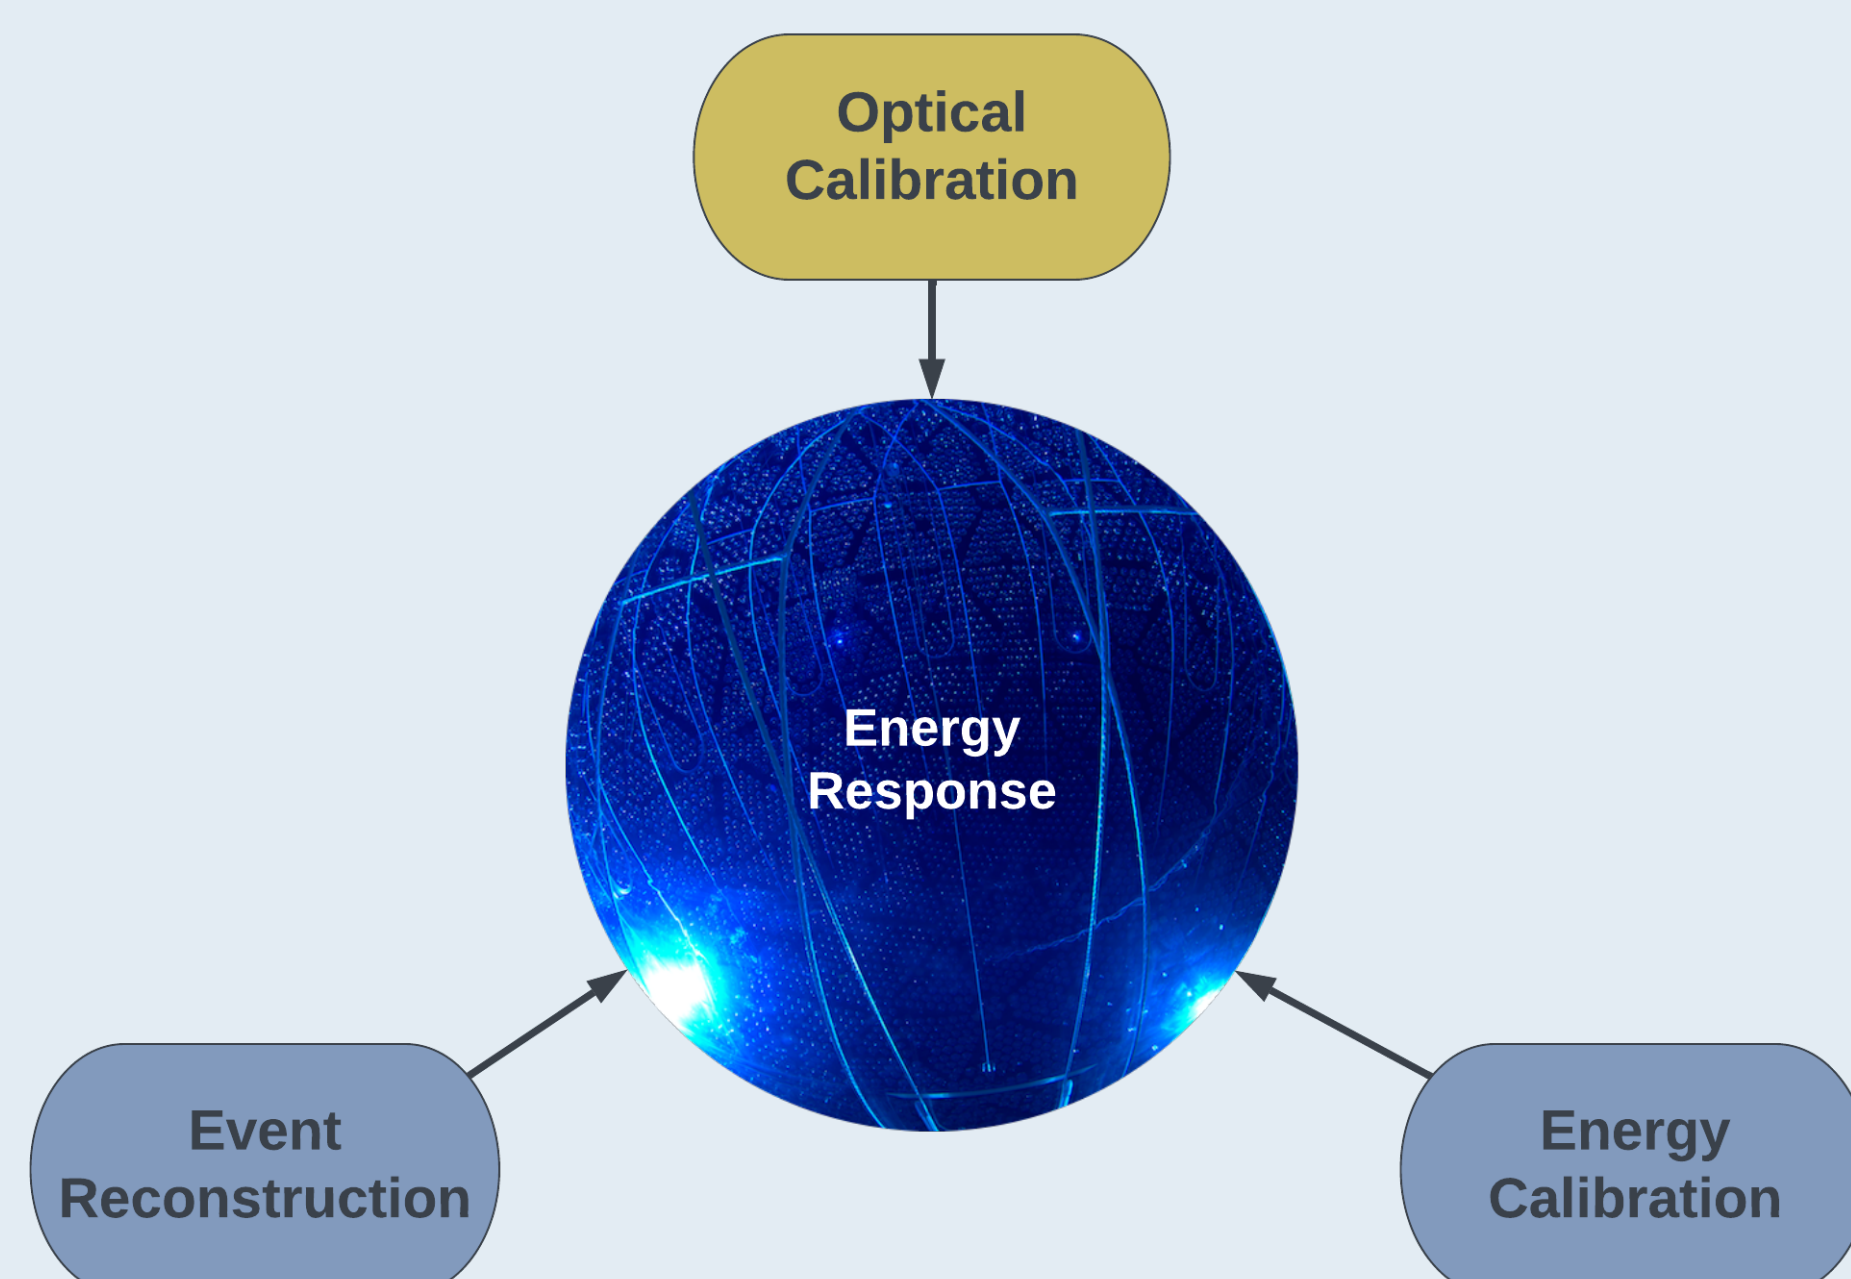 Optical
Calibration
Energy
Response
Event
Reconstruction
Energy
Calibration